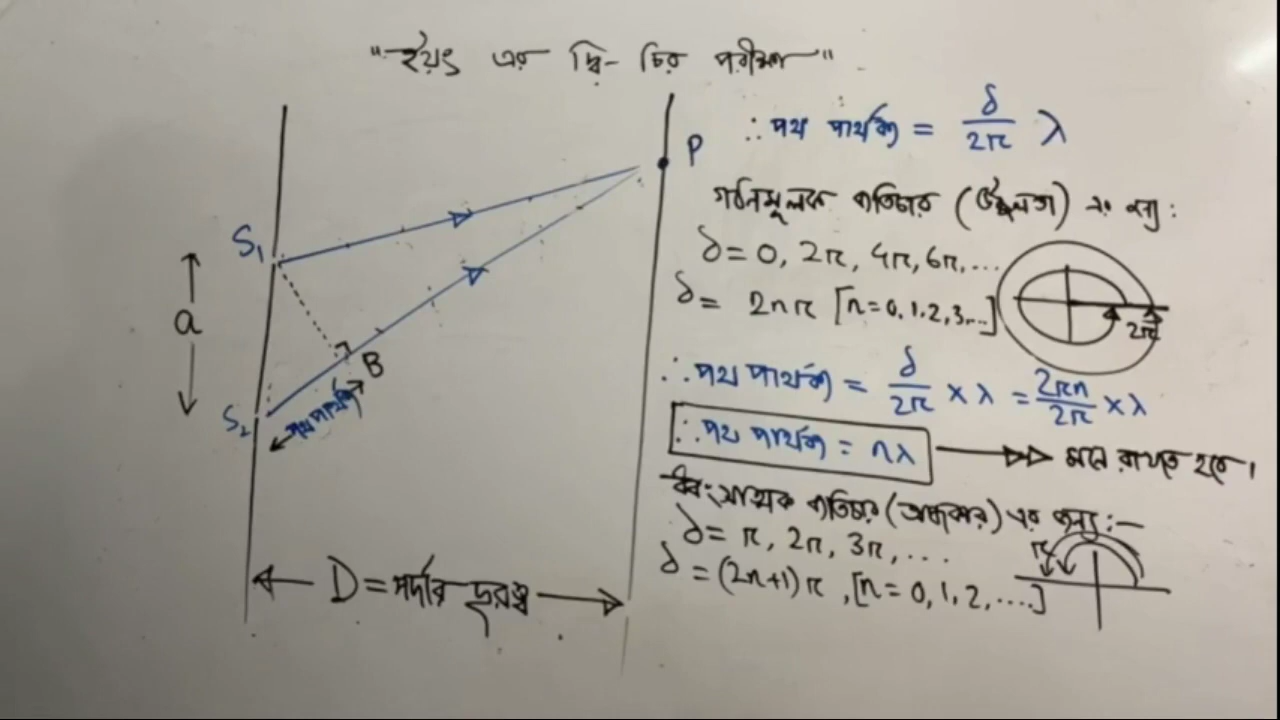 "ইয়ং এর দ্বি-চির পরীক্ষা"
∴ পথ পার্থক্য = δ/2π λ
P
গঠনমূলক ব্যতিচার (উজ্জ্বলতা) এর জন্য:
S₁
δ = 0, 2π, 4π, 6π, ...
δ = 2nπ [n=0,1,2,3,...]
2π
a
B
পথ পার্থক্য
S₂
∴ পথ পার্থক্য = δ/2π × λ = 2πn/2π × λ
∴ পথ পার্থক্য = nλ
মনে রাখতে হবে।
ধ্বংসাত্মক ব্যতিচার (অন্ধকার) এর জন্য:-
δ = π, 2π, 3π, ...
π
δ = (2n+1)π, [n = 0, 1, 2, ....]
D = পর্দার দূরত্ব